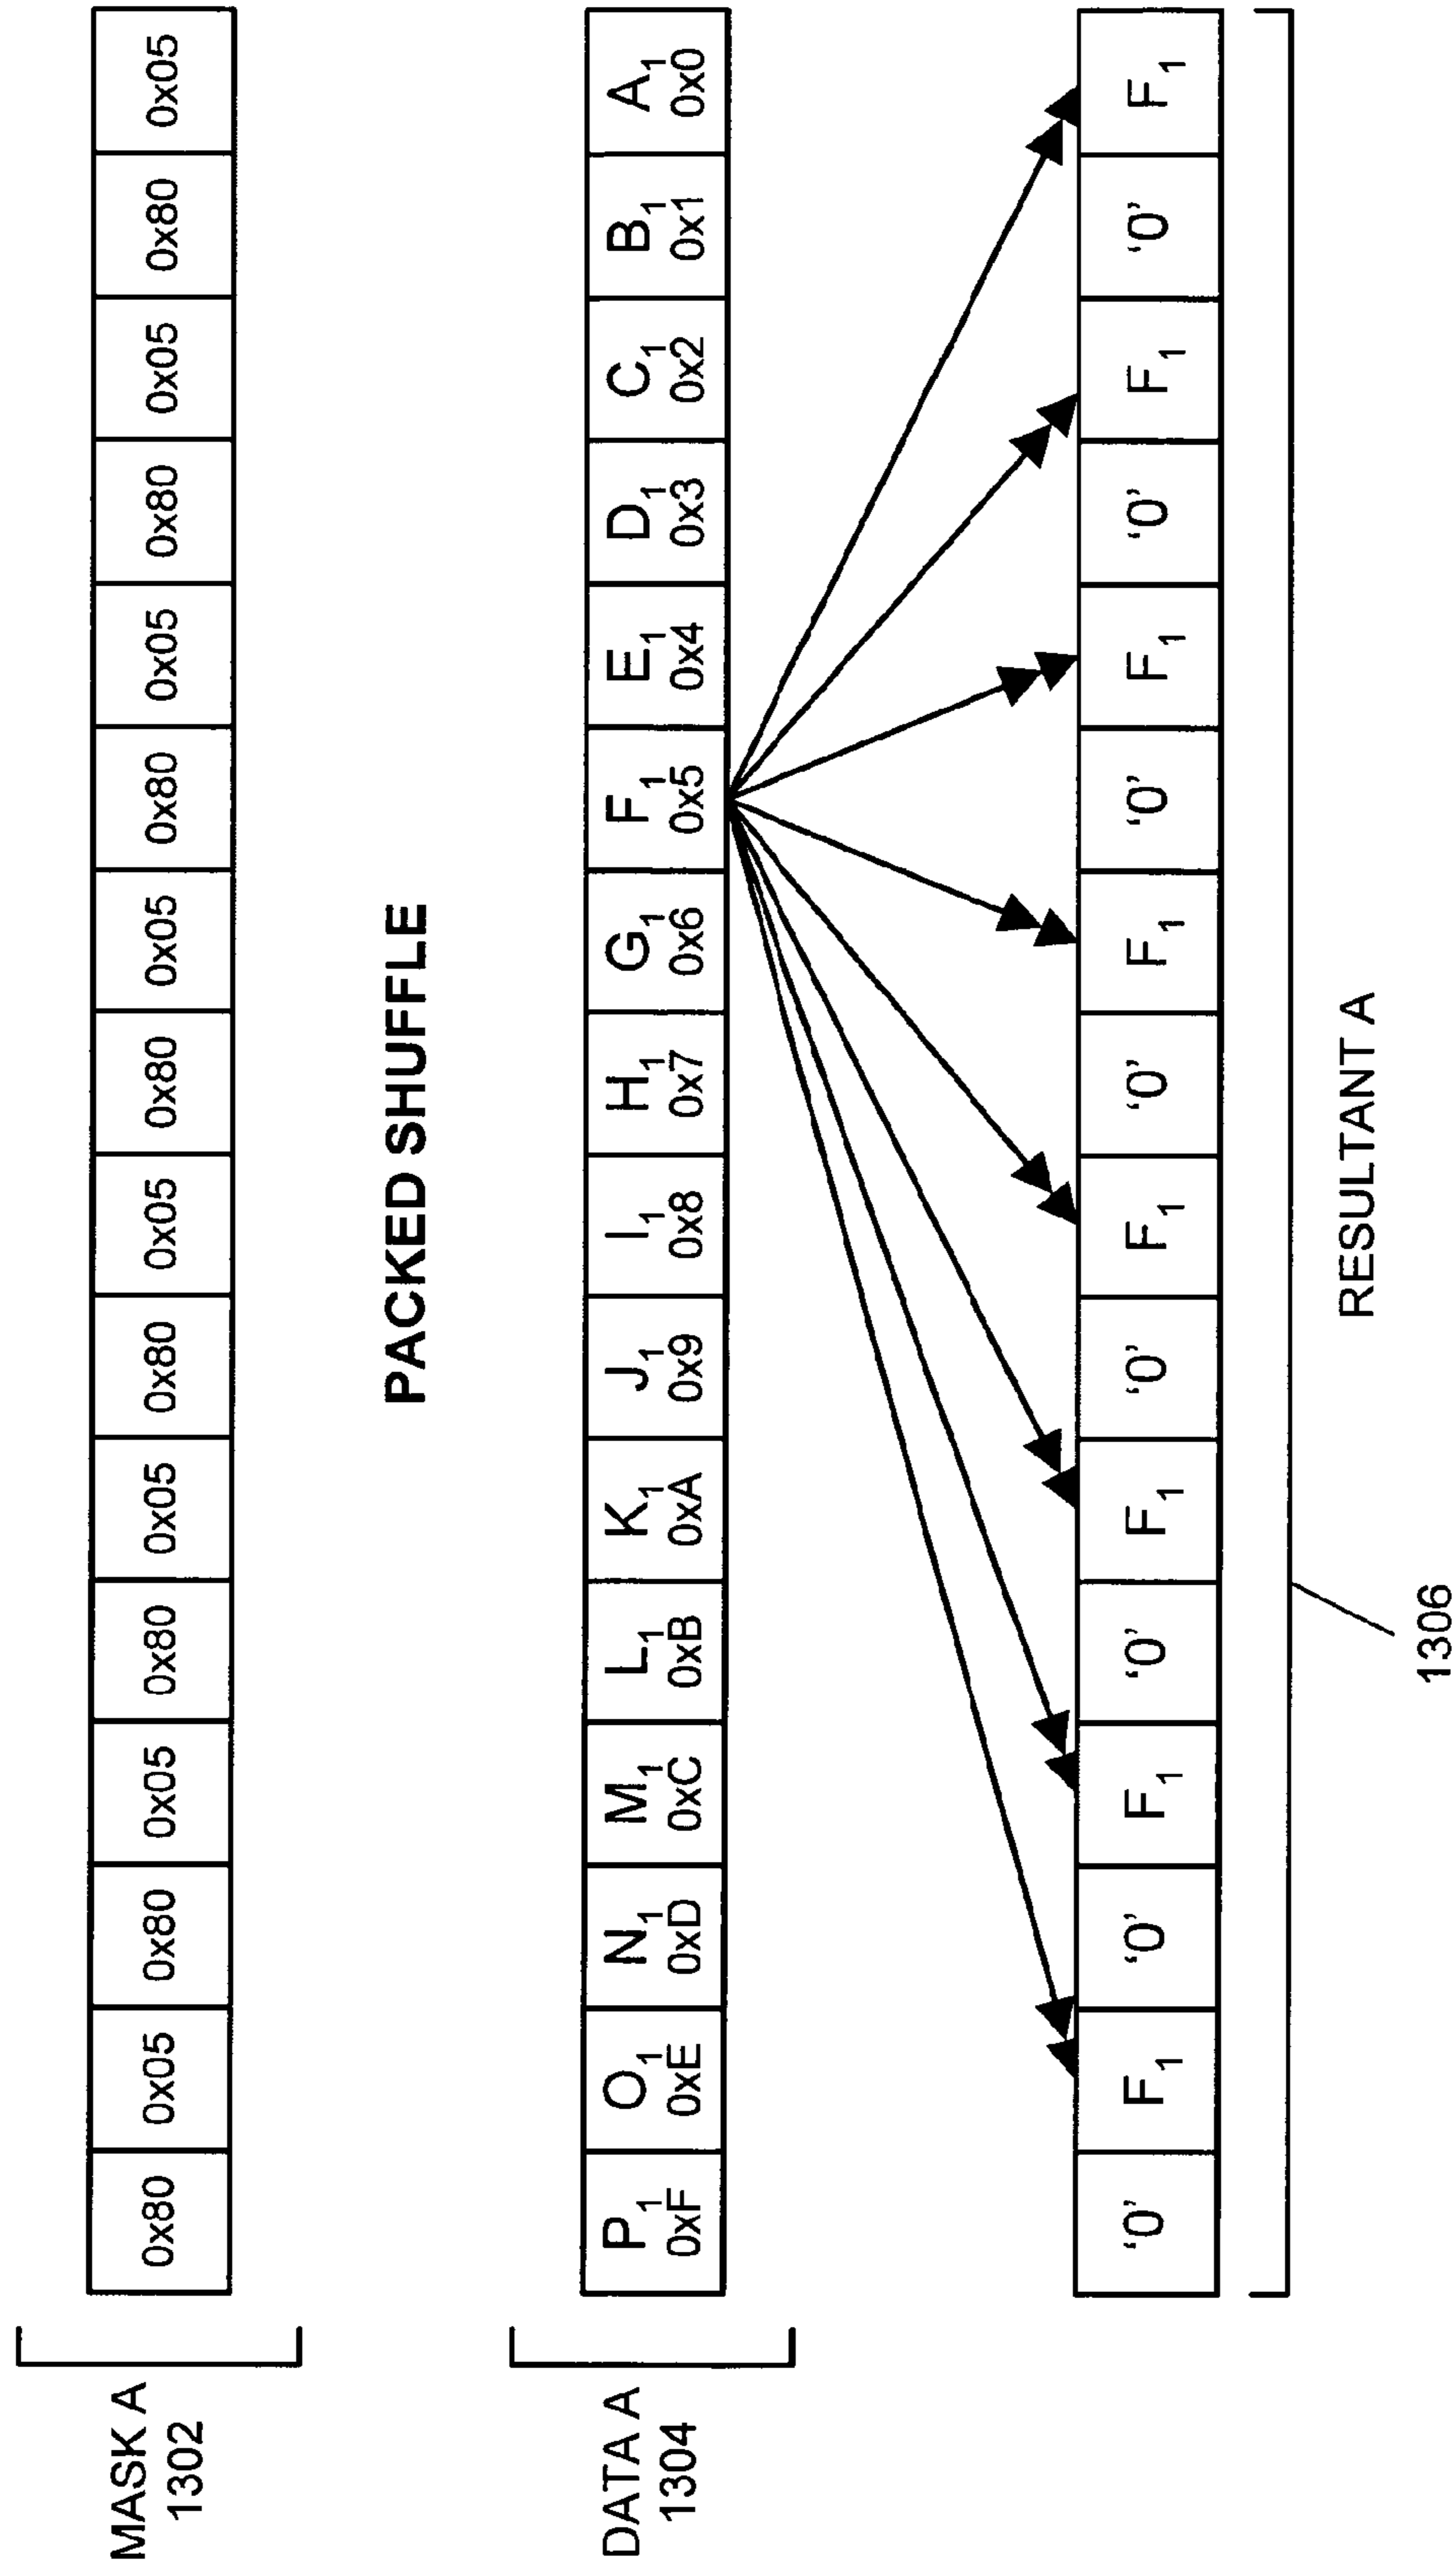 MASK A
1302
0x80 0x05 0x80 0x05 0x80 0x05 0x80 0x05 0x80 0x05 0x80 0x05 0x80 0x05 0x80 0x05
PACKED SHUFFLE
DATA A
1304
P1 O1 N1 M1 L1 K1 J1 I1 H1 G1 F1 E1 D1 C1 B1 A1
0xF 0xE 0xD 0xC 0xB 0xA 0x9 0x8 0x7 0x6 0x5 0x4 0x3 0x2 0x1 0x0
‘0’ F1 ‘0’ F1 ‘0’ F1 ‘0’ F1 ‘0’ F1 ‘0’ F1 ‘0’ F1 ‘0’ F1
RESULTANT A
1306